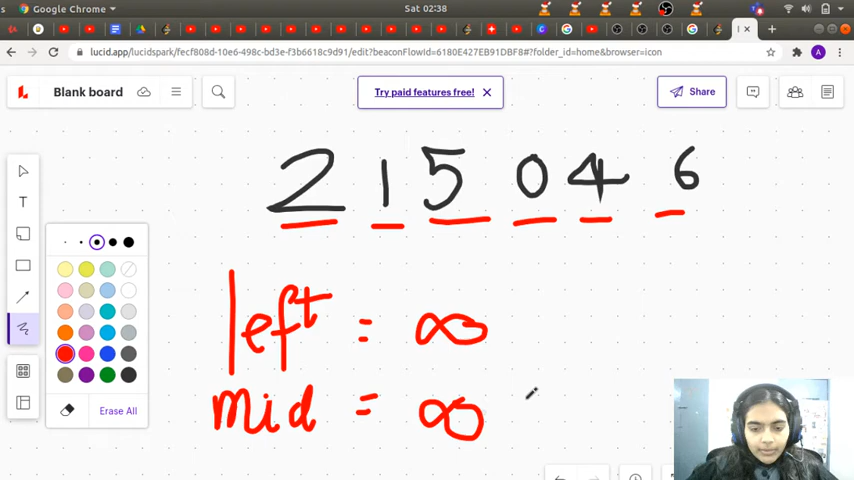 Google Chrome
Sat 02:38
lucid.app/lucidspark/fecf808d-10e6-498c-bd3e-f3b6618c9d91/edit?beaconFlowId=6180E427EB91DBF8#?folder_id=home&browser=icon
A
Blank board
Try paid features free!
Share
2 1 5 0 4 6
T
left = ∞
mid = ∞
Erase All